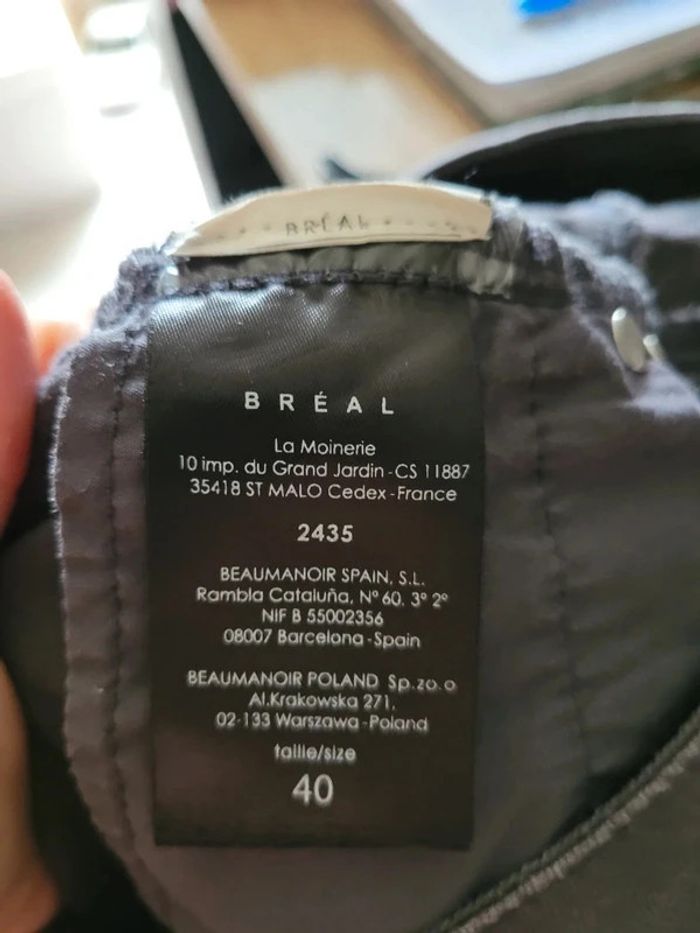 BRÉAL
BRÉAL
La Moinerie
10 imp. du Grand Jardin - CS 11887
35418 ST MALO Cedex - France
2435
BEAUMANOIR SPAIN, S.L.
Rambla Cataluña, Nº 60. 3º 2º
NIF B 55002356
08007 Barcelona - Spain
BEAUMANOIR POLAND Sp.zo.o
Al.Krakowska 271,
02-133 Warszawa - Poland
taille/size
40